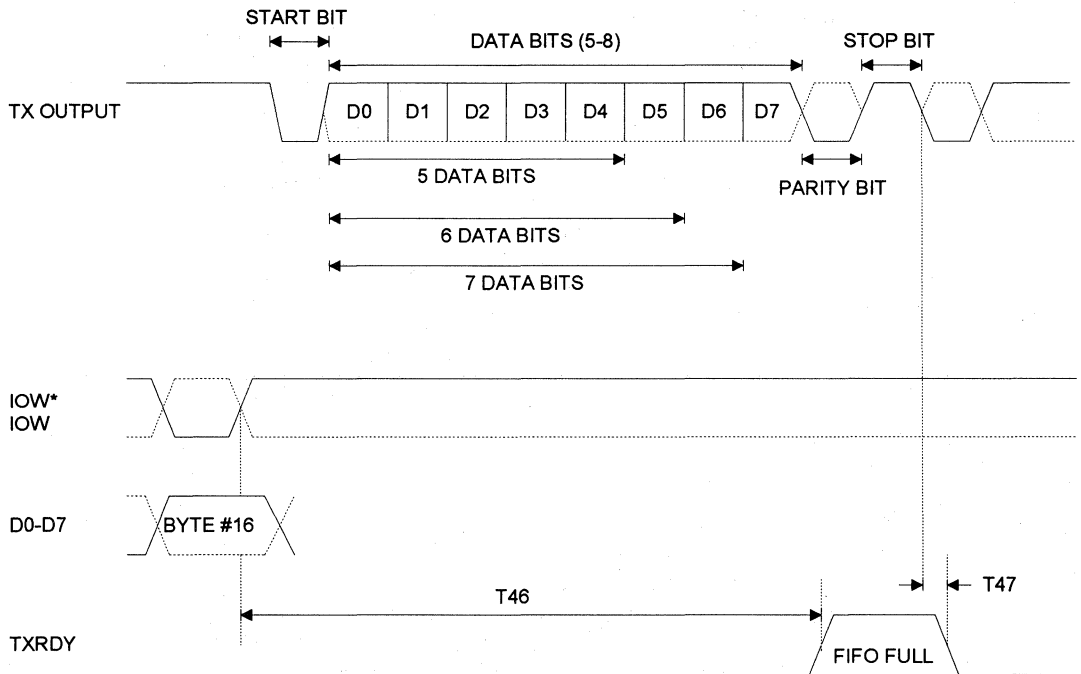 START BIT
DATA BITS (5-8)
STOP BIT
TX OUTPUT
D0 D1 D2 D3 D4 D5 D6 D7
5 DATA BITS
PARITY BIT
6 DATA BITS
7 DATA BITS
IOW*
IOW
D0-D7
BYTE #16
T46
T47
TXRDY
FIFO FULL